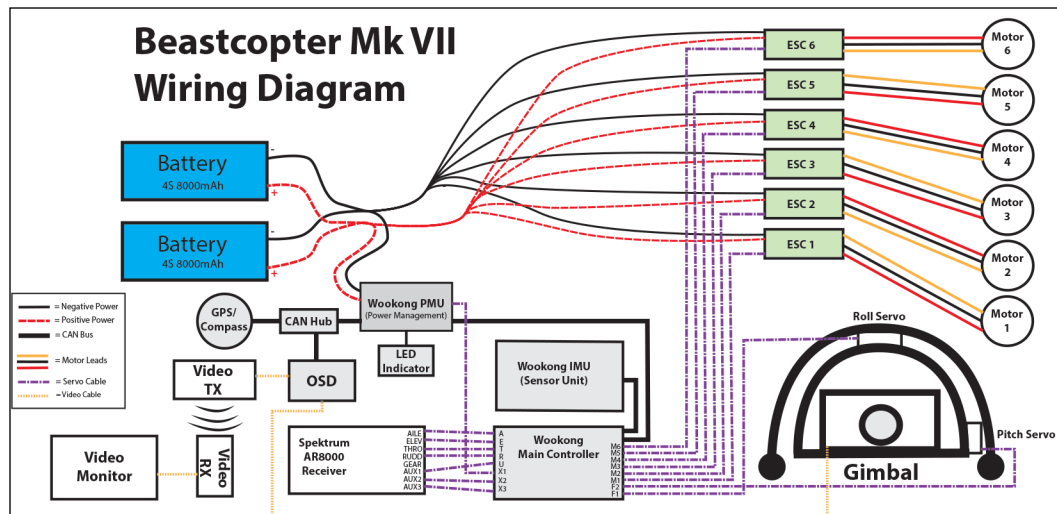 Beastcopter Mk VII
Wiring Diagram
Battery
4S 8000mAh
-
+
Battery
4S 8000mAh
-
+
ESC 6
ESC 5
ESC 4
ESC 3
ESC 2
ESC 1
Motor
6
Motor
5
Motor
4
Motor
3
Motor
2
Motor
1
= Negative Power
= Positive Power
= CAN Bus
= Motor Leads
= Servo Cable
= Video Cable
GPS/
Compass
CAN Hub
Wookong PMU
(Power Management)
LED
Indicator
OSD
Video
TX
Video
RX
Video
Monitor
Wookong IMU
(Sensor Unit)
Spektrum
AR8000
Receiver
AILE
ELEV
THRO
RUDD
GEAR
AUX1
AUX2
AUX3
A
E
T
R
U
X1
X2
X3
Wookong
Main Controller
M6
M5
M4
M3
M2
M1
F2
F1
Roll Servo
Pitch Servo
Gimbal